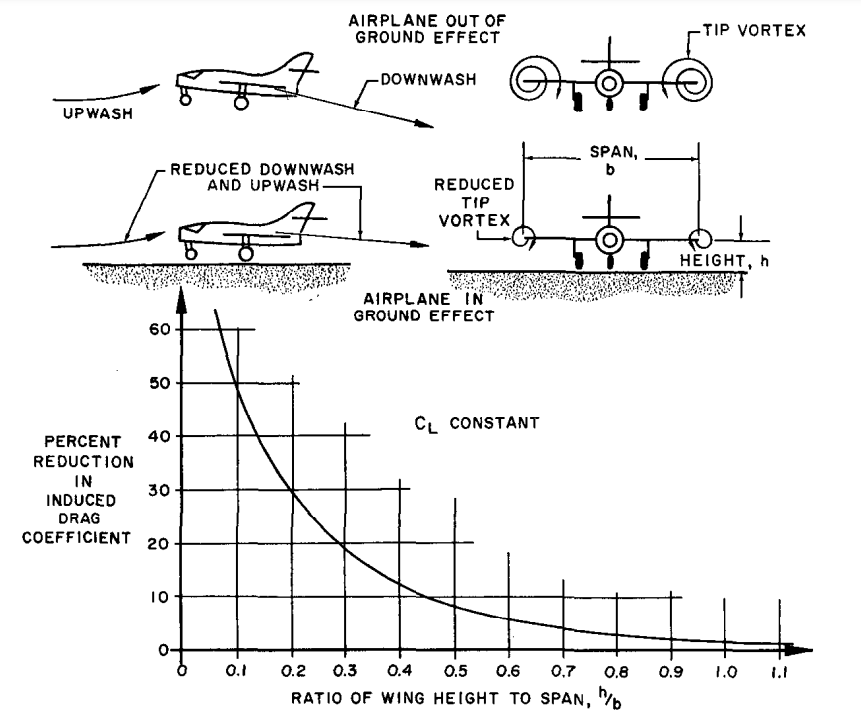 AIRPLANE OUT OF
GROUND EFFECT
TIP VORTEX
DOWNWASH
UPWASH
REDUCED DOWNWASH
AND UPWASH
REDUCED
TIP
VORTEX
SPAN,
b
HEIGHT, h
AIRPLANE IN
GROUND EFFECT
60
50
40
30
20
10
0
CL CONSTANT
PERCENT
REDUCTION
IN
INDUCED
DRAG
COEFFICIENT
0 0.1 0.2 0.3 0.4 0.5 0.6 0.7 0.8 0.9 1.0 1.1
RATIO OF WING HEIGHT TO SPAN, h/b